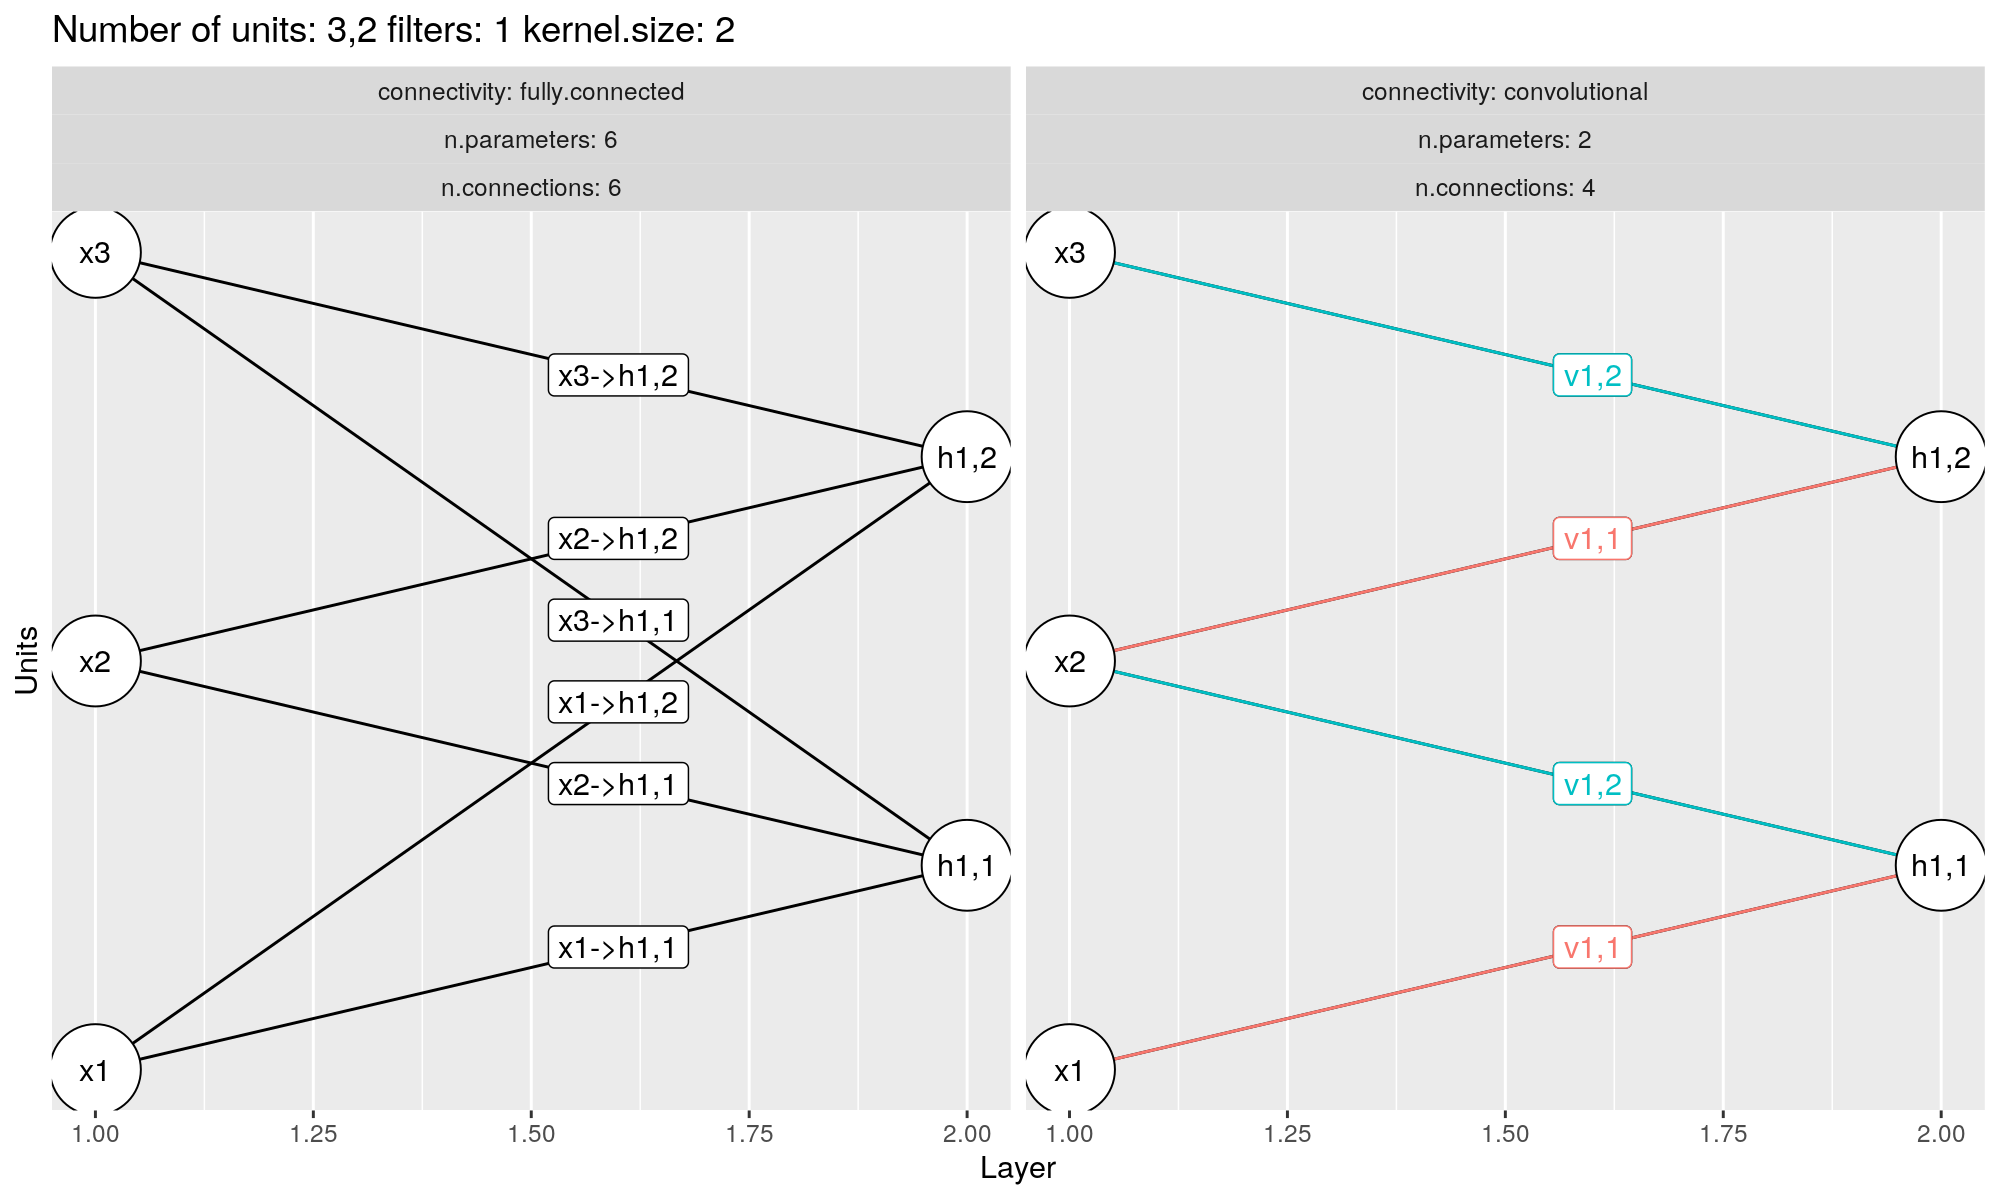 Number of units: 3,2 filters: 1 kernel.size: 2
connectivity: fully.connected
n.parameters: 6
n.connections: 6
x3
x3->h1,2
h1,2
x2->h1,2
x3->h1,1
x2
x1->h1,2
x2->h1,1
h1,1
x1->h1,1
x1
1.00 1.25 1.50 1.75 2.00
connectivity: convolutional
n.parameters: 2
n.connections: 4
x3
v1,2
h1,2
v1,1
x2
v1,2
h1,1
v1,1
x1
1.00 1.25 1.50 1.75 2.00
Units
Layer